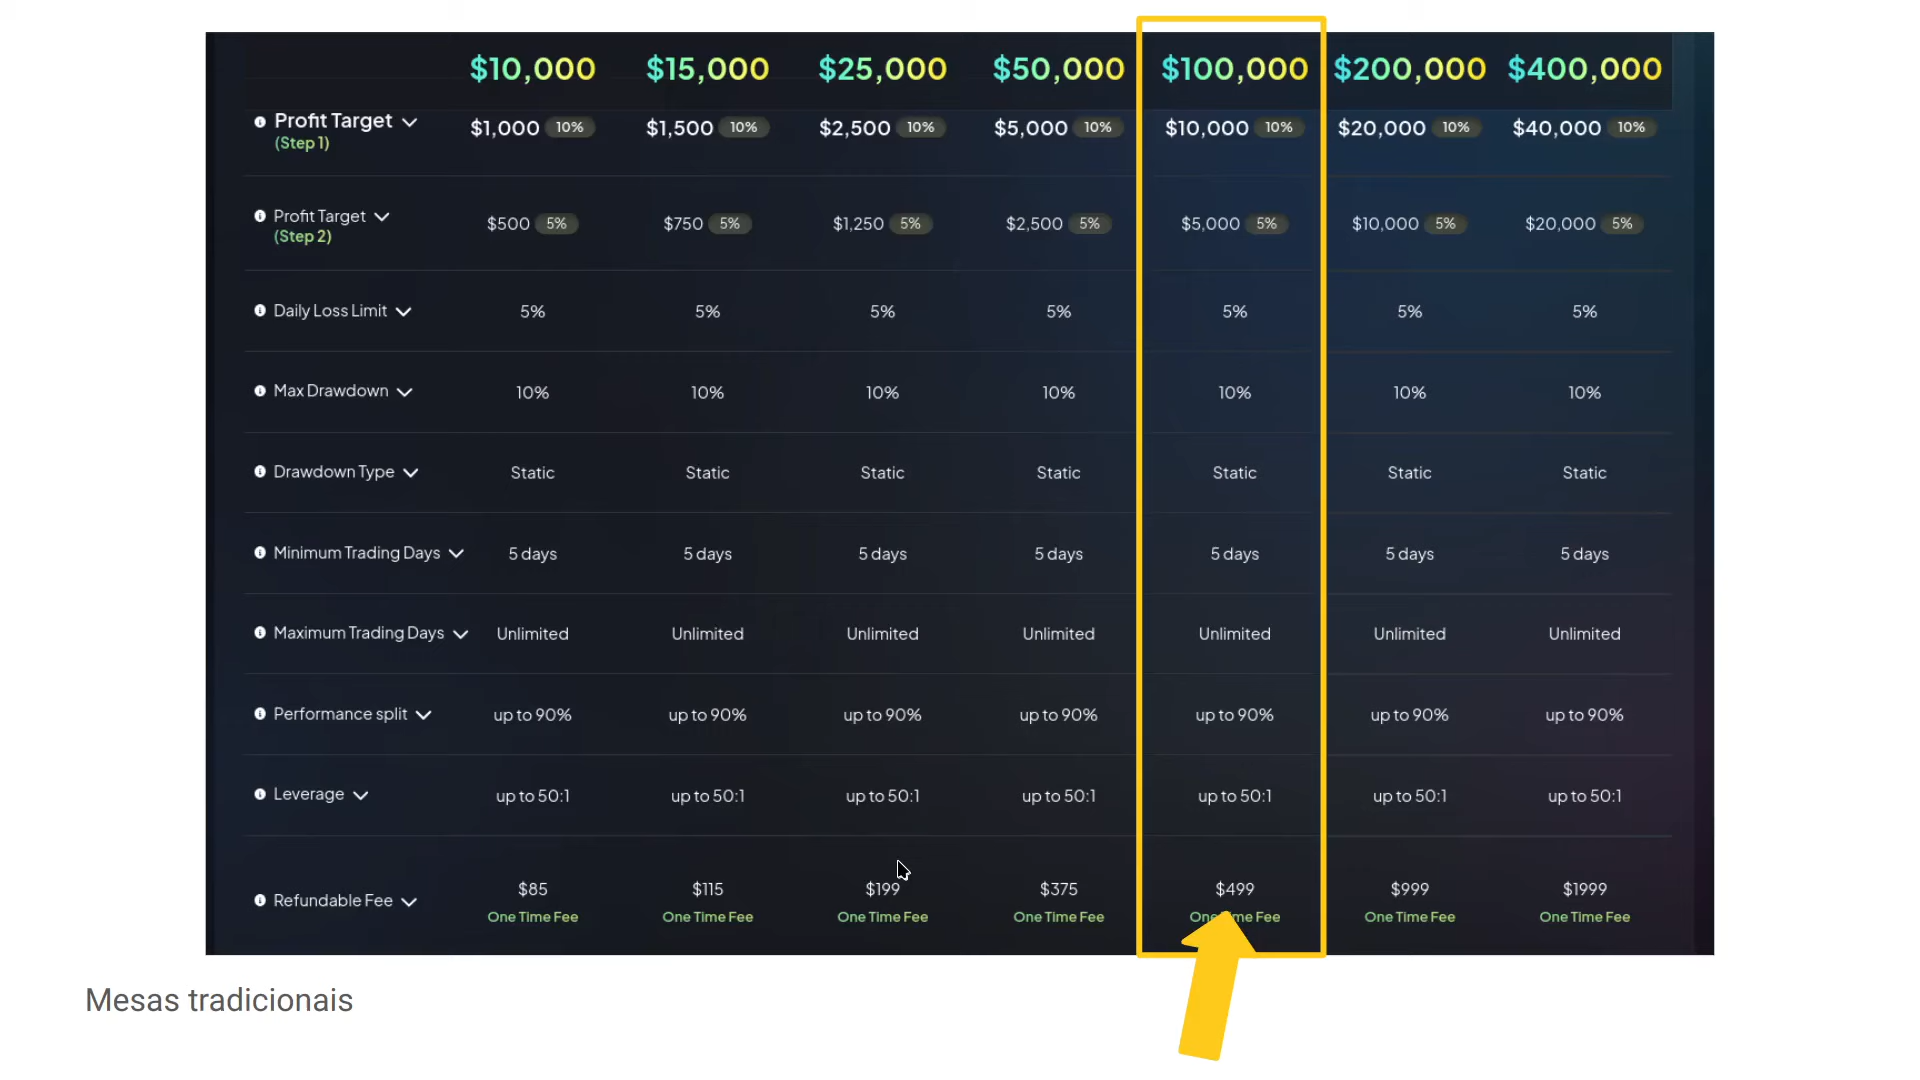 $10,000 $15,000 $25,000 $50,000 $100,000 $200,000 $400,000
Profit Target $1,000 10% $1,500 10% $2,500 10% $5,000 10% $10,000 10% $20,000 10% $40,000 10%
(Step 1)
Profit Target $500 5% $750 5% $1,250 5% $2,500 5% $5,000 5% $10,000 5% $20,000 5%
(Step 2)
Daily Loss Limit 5% 5% 5% 5% 5% 5% 5%
Max Drawdown 10% 10% 10% 10% 10% 10% 10%
Drawdown Type Static Static Static Static Static Static Static
Minimum Trading Days 5 days 5 days 5 days 5 days 5 days 5 days 5 days
Maximum Trading Days Unlimited Unlimited Unlimited Unlimited Unlimited Unlimited Unlimited
Performance split up to 90% up to 90% up to 90% up to 90% up to 90% up to 90% up to 90%
Leverage up to 50:1 up to 50:1 up to 50:1 up to 50:1 up to 50:1 up to 50:1 up to 50:1
Refundable Fee $85 $115 $199 $375 $499 $999 $1999
One Time Fee One Time Fee One Time Fee One Time Fee One Time Fee One Time Fee One Time Fee
Mesas tradicionais